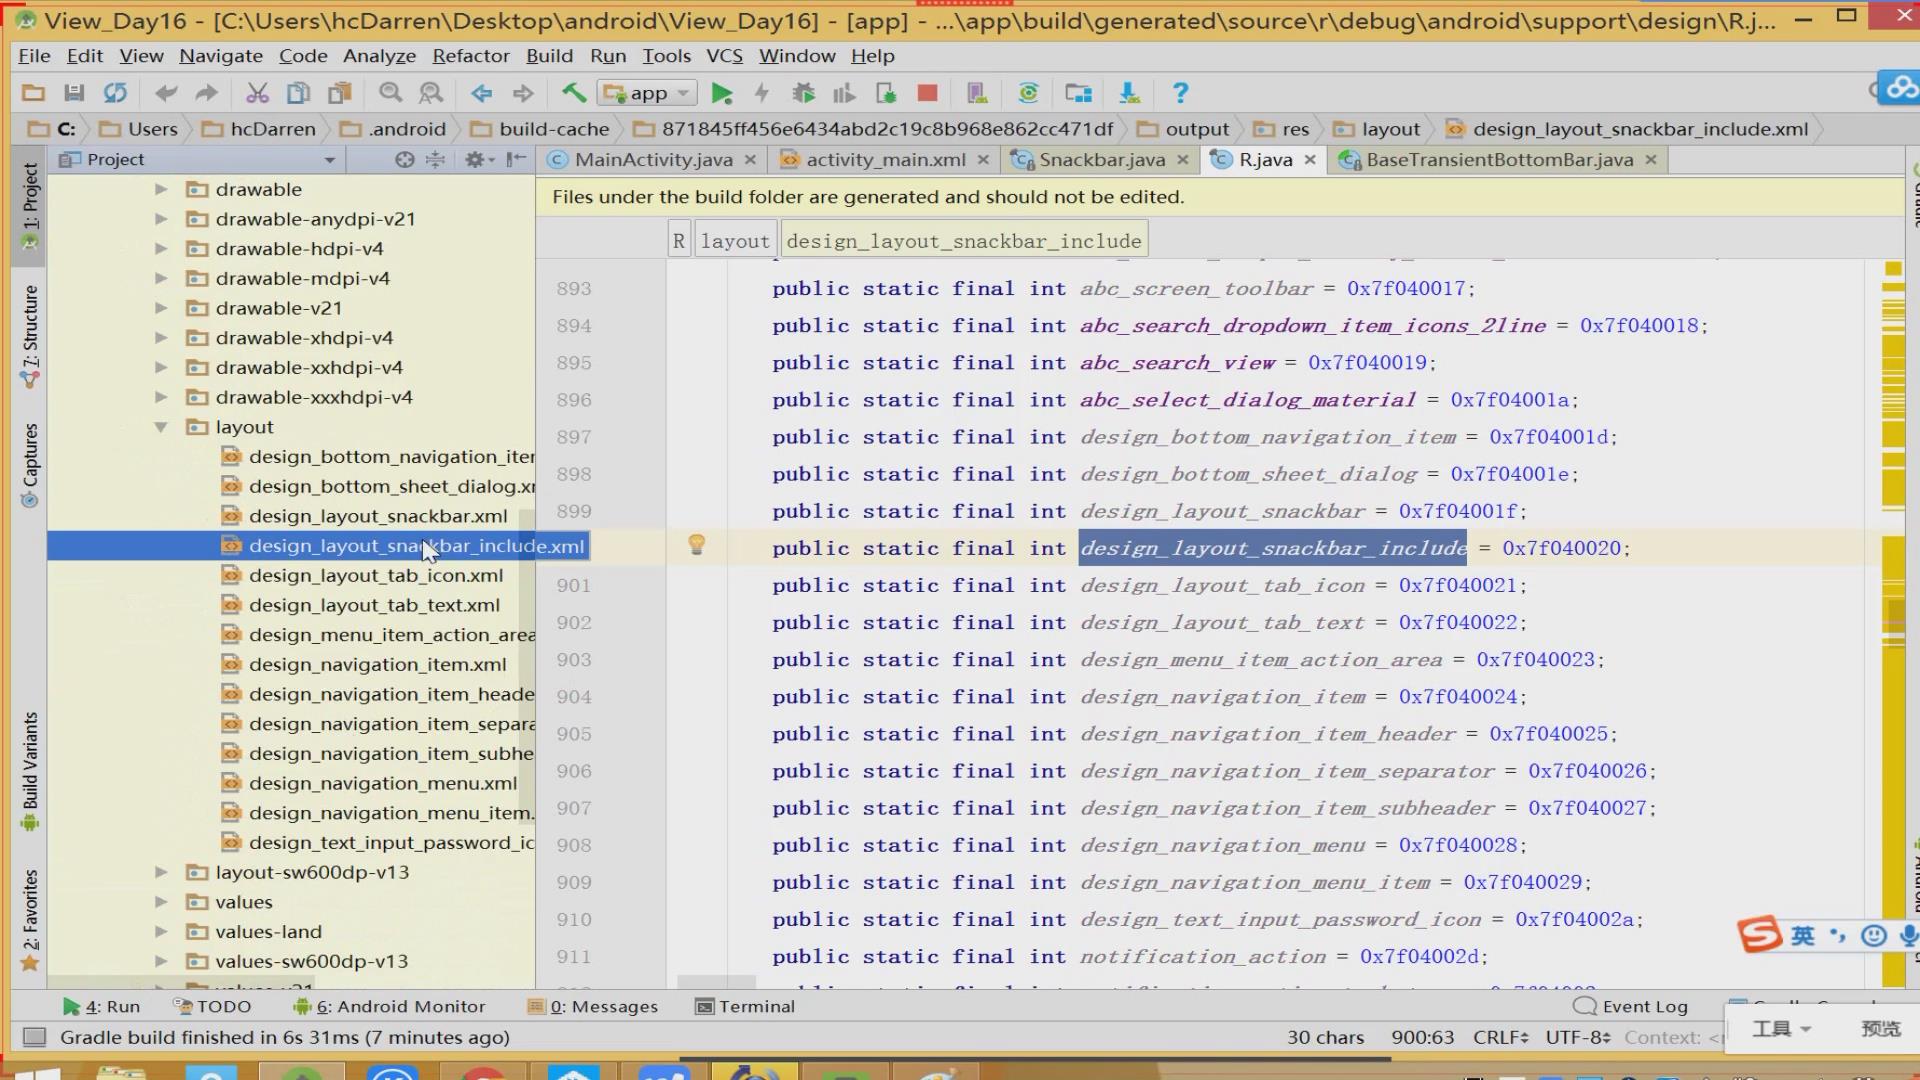 View_Day16 - [C:\Users\hcDarren\Desktop\android\View_Day16] - [app] - ...\app\build\generated\source\r\debug\android\support\design\R.j...
File Edit View Navigate Code Analyze Refactor Build Run Tools VCS Window Help
app
C: Users hcDarren .android build-cache 871845ff456e6434abd2c19c8b968e862cc471df output res layout design_layout_snackbar_include.xml
Project
MainActivity.java activity_main.xml Snackbar.java R.java BaseTransientBottomBar.java
Files under the build folder are generated and should not be edited.
R layout design_layout_snackbar_include
1: Project
7: Structure
Captures
Build Variants
2: Favorites
drawable
drawable-anydpi-v21
drawable-hdpi-v4
drawable-mdpi-v4
drawable-v21
drawable-xhdpi-v4
drawable-xxhdpi-v4
drawable-xxxhdpi-v4
layout
design_bottom_navigation_iter
design_bottom_sheet_dialog.xr
design_layout_snackbar.xml
design_layout_snackbar_include.xml
design_layout_tab_icon.xml
design_layout_tab_text.xml
design_menu_item_action_area
design_navigation_item.xml
design_navigation_item_heade
design_navigation_item_separa
design_navigation_item_subhe
design_navigation_menu.xml
design_navigation_menu_item.
design_text_input_password_ic
layout-sw600dp-v13
values
values-land
values-sw600dp-v13
893 public static final int abc_screen_toolbar = 0x7f040017;
894 public static final int abc_search_dropdown_item_icons_2line = 0x7f040018;
895 public static final int abc_search_view = 0x7f040019;
896 public static final int abc_select_dialog_material = 0x7f04001a;
897 public static final int design_bottom_navigation_item = 0x7f04001d;
898 public static final int design_bottom_sheet_dialog = 0x7f04001e;
899 public static final int design_layout_snackbar = 0x7f04001f;
public static final int design_layout_snackbar_include = 0x7f040020;
901 public static final int design_layout_tab_icon = 0x7f040021;
902 public static final int design_layout_tab_text = 0x7f040022;
903 public static final int design_menu_item_action_area = 0x7f040023;
904 public static final int design_navigation_item = 0x7f040024;
905 public static final int design_navigation_item_header = 0x7f040025;
906 public static final int design_navigation_item_separator = 0x7f040026;
907 public static final int design_navigation_item_subheader = 0x7f040027;
908 public static final int design_navigation_menu = 0x7f040028;
909 public static final int design_navigation_menu_item = 0x7f040029;
910 public static final int design_text_input_password_icon = 0x7f04002a;
911 public static final int notification_action = 0x7f04002d;
英
4: Run TODO 6: Android Monitor 0: Messages Terminal Event Log
Gradle build finished in 6s 31ms (7 minutes ago) 30 chars 900:63 CRLF UTF-8 Context:
工具 预览